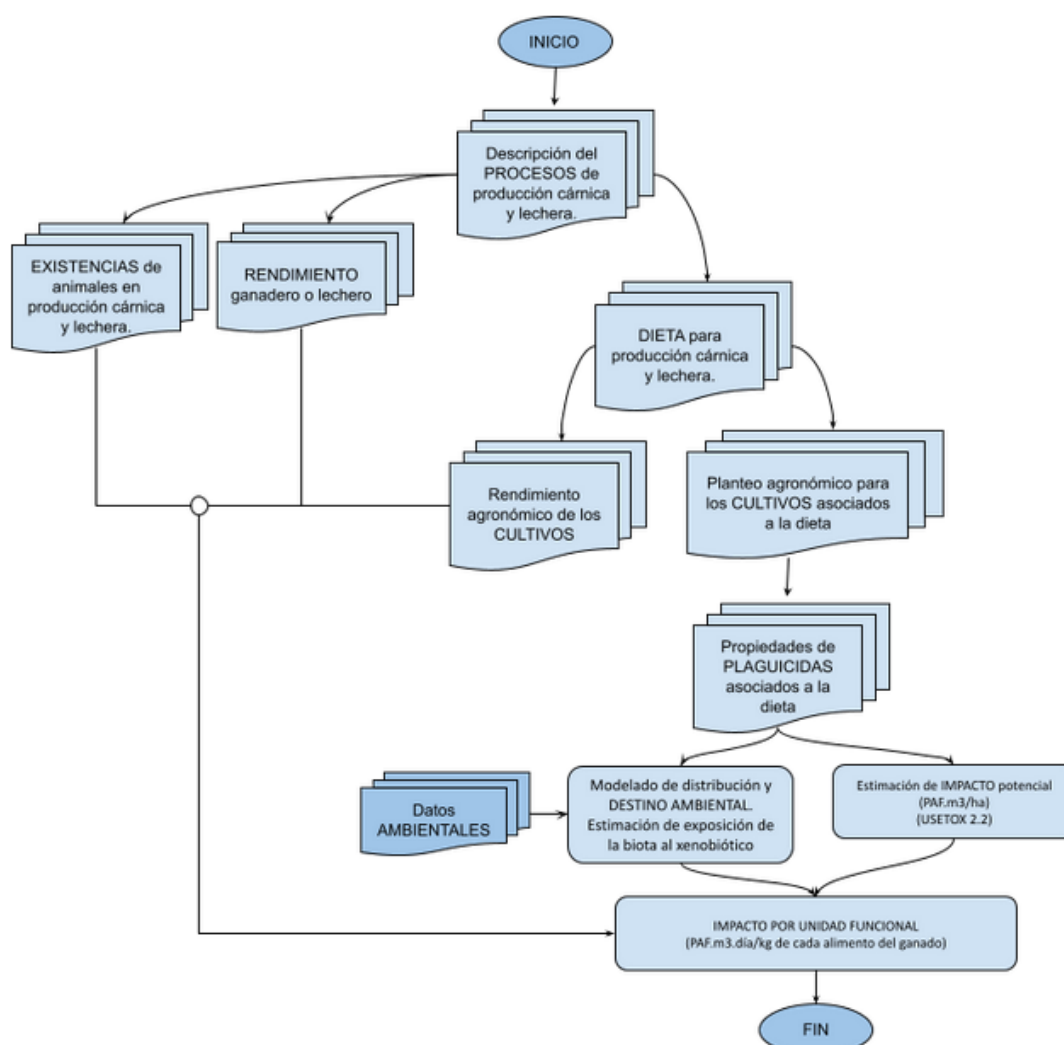 INICIO
Descripción del
PROCESOS de
producción cárnica
y lechera.
EXISTENCIAS de
animales en
producción cárnica
y lechera.
RENDIMIENTO
ganadero o lechero
DIETA para
producción cárnica
y lechera.
Rendimiento
agronómico de los
CULTIVOS
Planteo agronómico para
los CULTIVOS asociados
a la dieta
Propiedades de
PLAGUICIDAS
asociados a la
dieta
Datos
AMBIENTALES
Modelado de distribución y
DESTINO AMBIENTAL.
Estimación de exposición de
la biota al xenobiótico
Estimación de IMPACTO potencial
(PAF.m3/ha)
(USETOX 2.2)
IMPACTO POR UNIDAD FUNCIONAL
(PAF.m3.día/kg de cada alimento del ganado)
FIN